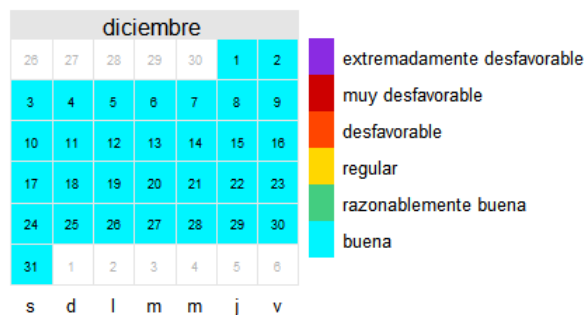 diciembre
26 27 28 29 30 1 2
3 4 5 6 7 8 9
10 11 12 13 14 15 16
17 18 19 20 21 22 23
24 25 26 27 28 29 30
31 1 2 3 4 5 6
s d l m m j v
extremadamente desfavorable
muy desfavorable
desfavorable
regular
razonablemente buena
buena